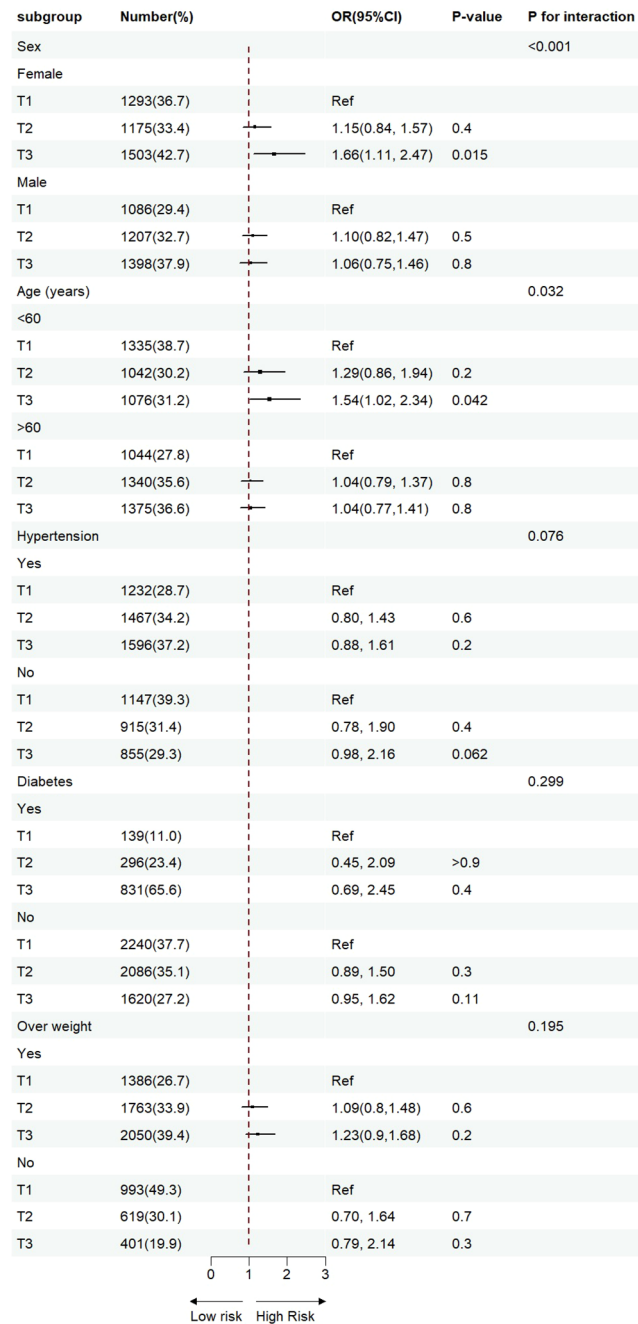 subgroup Number(%) OR(95%CI) P-value P for interaction
Sex <0.001
Female
T1 1293(36.7) Ref
T2 1175(33.4) 1.15(0.84, 1.57) 0.4
T3 1503(42.7) 1.66(1.11, 2.47) 0.015
Male
T1 1086(29.4) Ref
T2 1207(32.7) 1.10(0.82,1.47) 0.5
T3 1398(37.9) 1.06(0.75,1.46) 0.8
Age (years) 0.032
<60
T1 1335(38.7) Ref
T2 1042(30.2) 1.29(0.86, 1.94) 0.2
T3 1076(31.2) 1.54(1.02, 2.34) 0.042
>60
T1 1044(27.8) Ref
T2 1340(35.6) 1.04(0.79, 1.37) 0.8
T3 1375(36.6) 1.04(0.77,1.41) 0.8
Hypertension 0.076
Yes
T1 1232(28.7) Ref
T2 1467(34.2) 0.80, 1.43 0.6
T3 1596(37.2) 0.88, 1.61 0.2
No
T1 1147(39.3) Ref
T2 915(31.4) 0.78, 1.90 0.4
T3 855(29.3) 0.98, 2.16 0.062
Diabetes 0.299
Yes
T1 139(11.0) Ref
T2 296(23.4) 0.45, 2.09 >0.9
T3 831(65.6) 0.69, 2.45 0.4
No
T1 2240(37.7) Ref
T2 2086(35.1) 0.89, 1.50 0.3
T3 1620(27.2) 0.95, 1.62 0.11
Over weight 0.195
Yes
T1 1386(26.7) Ref
T2 1763(33.9) 1.09(0.8,1.48) 0.6
T3 2050(39.4) 1.23(0.9,1.68) 0.2
No
T1 993(49.3) Ref
T2 619(30.1) 0.70, 1.64 0.7
T3 401(19.9) 0.79, 2.14 0.3
0 1 2 3
Low risk High Risk